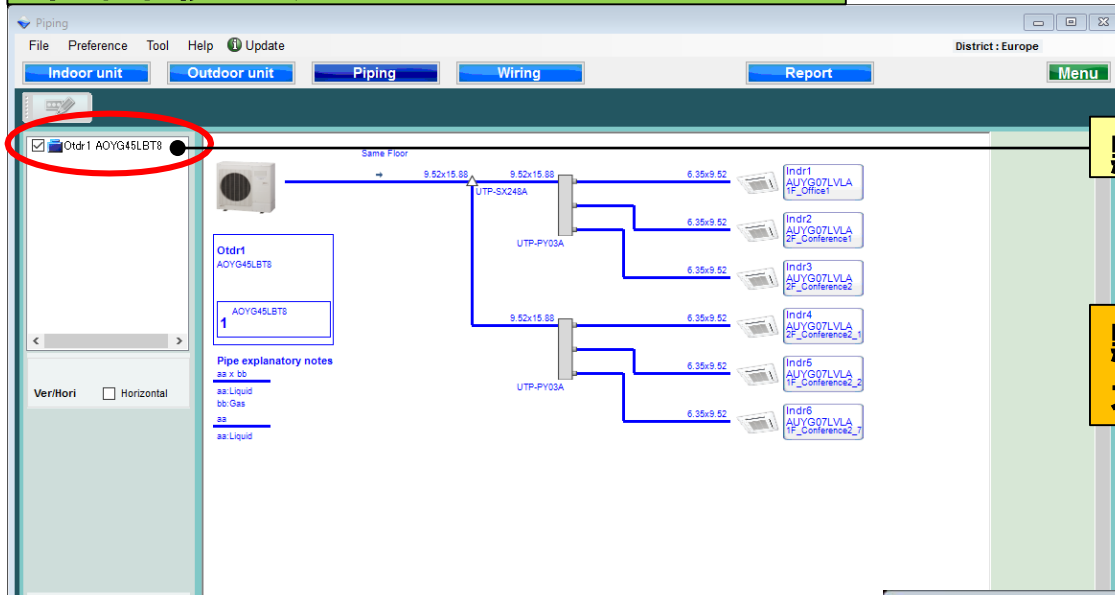 Piping
File Preference Tool Help Update District : Europe
Indoor unit Outdoor unit Piping Wiring Report Menu
Otdr1 AOYG45LBT8
Same Floor
9.52x15.88 9.52x15.88 6.35x9.52
UTP-SX248A
UTP-PY03A
Indr1
AUYG07LVLA
1F_Office1
6.35x9.52
Indr2
AUYG07LVLA
2F_Conference1
6.35x9.52
Indr3
AUYG07LVLA
2F_Conference2
Otdr1
AOYG45LBT8
AOYG45LBT8
1
9.52x15.88 6.35x9.52
UTP-PY03A
Indr4
AUYG07LVLA
2F_Conference2_1
6.35x9.52
Indr5
AUYG07LVLA
1F_Conference2_2
6.35x9.52
Indr6
AUYG07LVLA
1F_Conference2_7
Pipe explanatory notes
aa x bb
aa:Liquid
bb:Gas
aa
aa:Liquid
Ver/Hori Horizontal